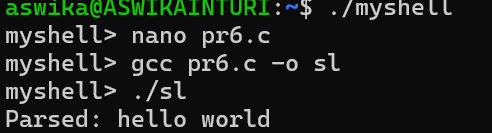 aswika@ASWIKAINTURI:~$ ./myshell
myshell> nano pr6.c
myshell> gcc pr6.c -o sl
myshell> ./sl
Parsed: hello world